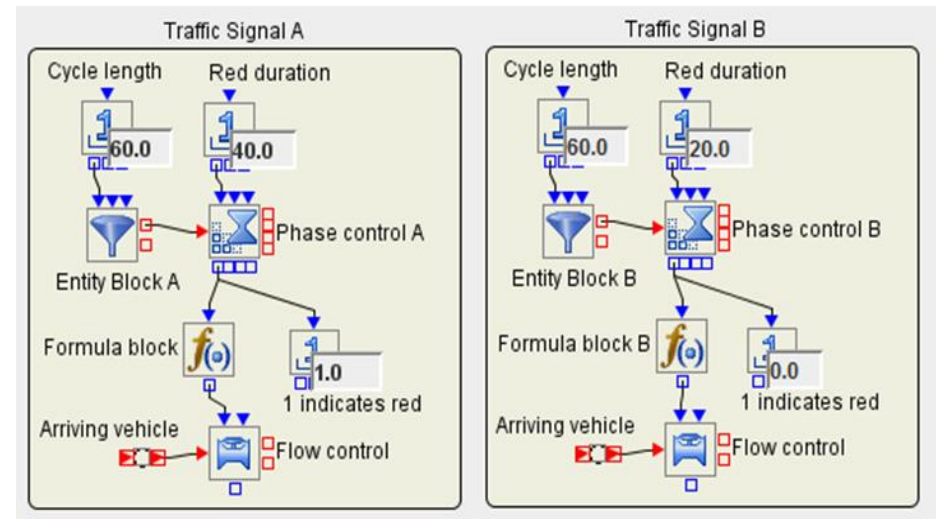 Traffic Signal A
Cycle length
Red duration
60.0
40.0
Phase control A
Entity Block A
Formula block
f(•)
1.0
1 indicates red
Arriving vehicle
Flow control
Traffic Signal B
Cycle length
Red duration
60.0
20.0
Phase control B
Entity Block B
Formula block B
f(•)
0.0
1 indicates red
Arriving vehicle
Flow control